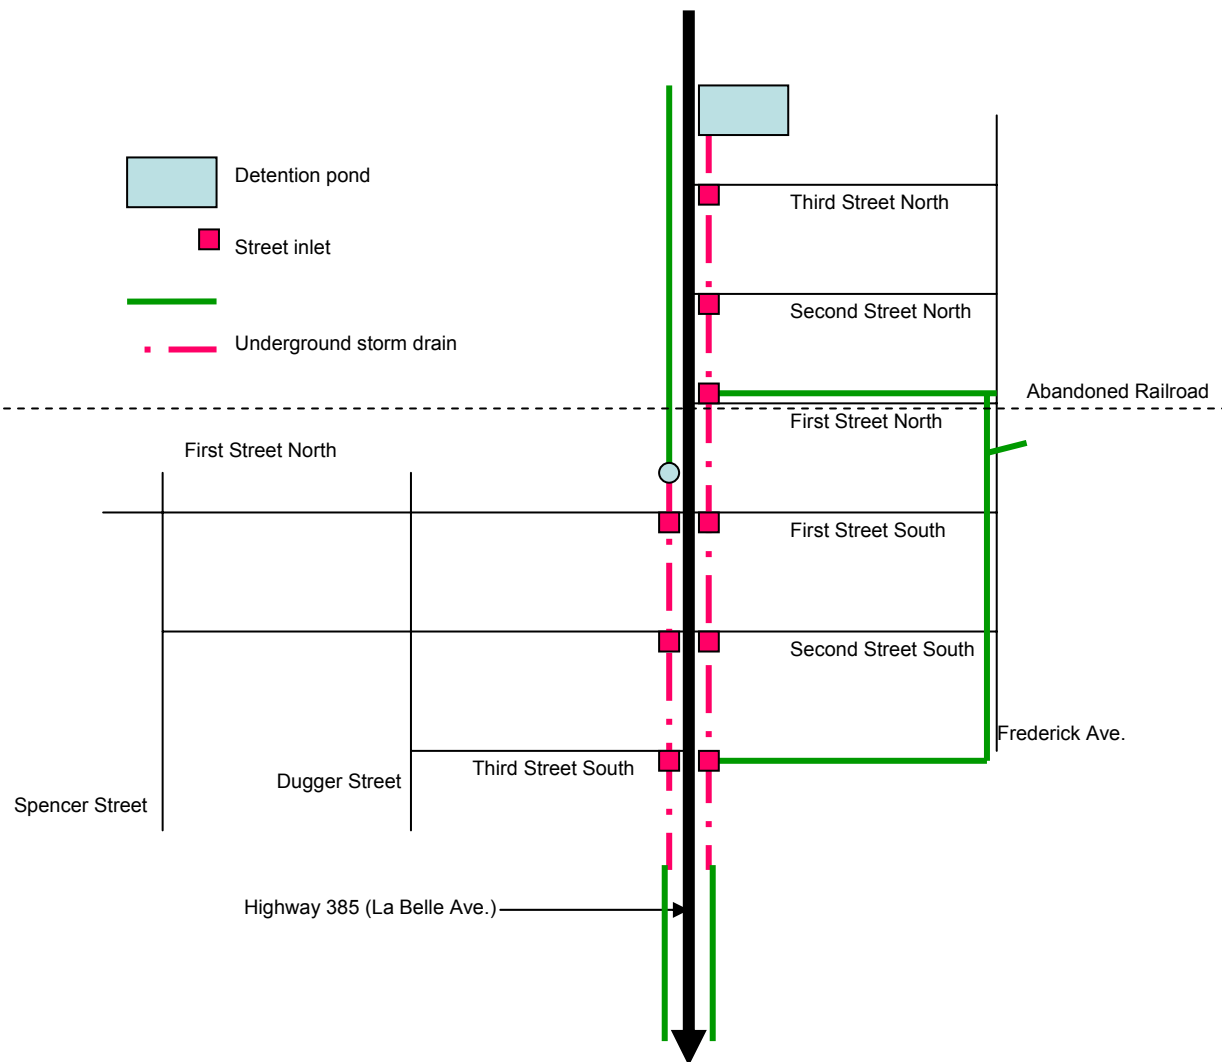 Detention pond
Third Street North
Street inlet
Second Street North
Underground storm drain
Abandoned Railroad
First Street North
First Street North
First Street South
Second Street South
Frederick Ave.
Third Street South
Dugger Street
Spencer Street
Highway 385 (La Belle Ave.)